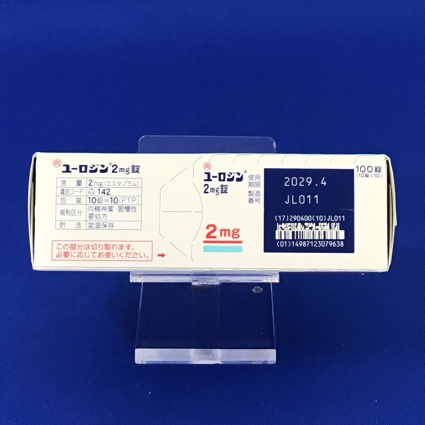 向 ユーロジン® 2mg錠
含量 2mg(エスタゾラム)
識別コード 142
包装 10錠×10(PTP)
規制区分 向精神薬 習慣性
要処方
貯法 室温保存
この部分は切り取れます。
必要に応じてお使いください。
向
ユーロジン®
2mg錠
2mg
使用
期限
製造
番号
100錠
(10錠×10)
2029.4
JL011
(17)290400(10)JL011
(01)14987123079638